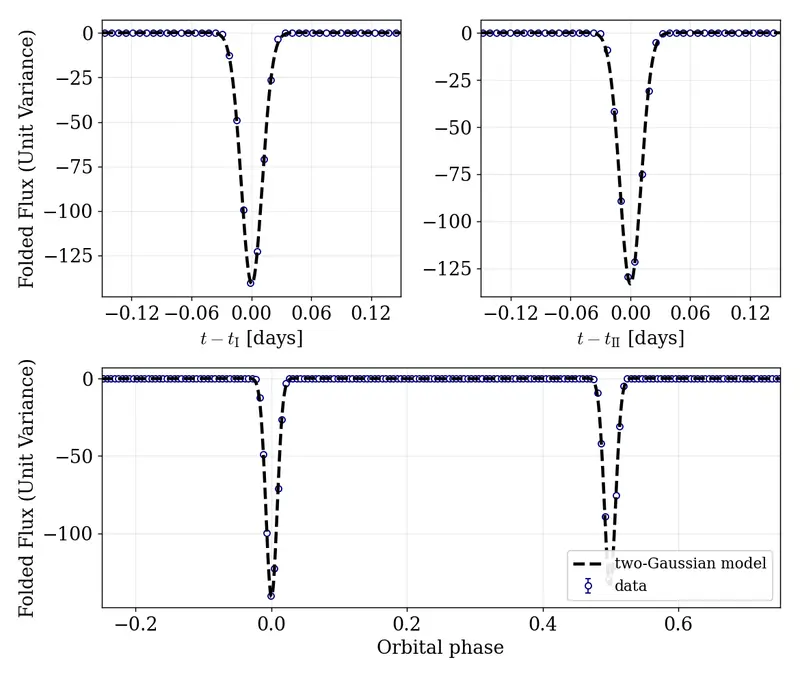 Folded Flux (Unit Variance)
0
−25
−50
−75
−100
−125
−0.12 −0.06 0.00 0.06 0.12
t − tI [days]
0
−25
−50
−75
−100
−125
−0.12 −0.06 0.00 0.06 0.12
t − tII [days]
Folded Flux (Unit Variance)
0
−50
−100
−0.2 0.0 0.2 0.4 0.6
Orbital phase
two-Gaussian model
data